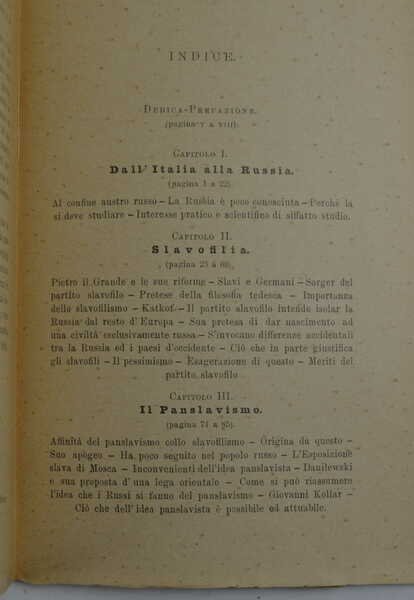 INDICE.
DEDICA-PREFAZIONE.
(pagina v a VIII).
CAPITOLO I.
Dall'Italia alla Russia.
(pagina 1 a 22).
Al confine austro russo – La Russia è poco conosciuta – Perchè la
si deve studiare – Interesse pratico e scientifico di siffatto studio.
CAPITOLO II.
Slavofilia.
(pagina 23 a 69).
Pietro il Grande e le sue riforme – Slavi e Germani – Sorger del
partito slavofilo – Pretese della filosofia tedesca – Importanza
dello slavofilismo – Katkof – Il partito slavofilo intende isolar la
Russia dal resto d'Europa – Sua pretesa di dar nascimento ad
una civiltà esclusivamente russa – S'invocano differenze accidentali
tra la Russia ed i paesi d'occidente – Ciò che in parte giustifica
gli slavofili – Il pessimismo – Esagerazione di questo – Meriti del
partito slavofilo
CAPITOLO III.
Il Panslavismo.
(pagina 71 a 85).
Affinità del panslavismo collo slavofilismo – Origina da questo –
Suo apogeo – Ha poco seguito nel popolo russo – L'Esposizione
slava di Mosca – Inconvenienti dell'idea panslavista – Danilewski
e sua proposta d'una lega orientale – Come si può riassumere
l'idea che i Russi si fanno del panslavismo – Giovanni Kollar –
Ciò che dell'idea panslavista è possibile ed attuabile.